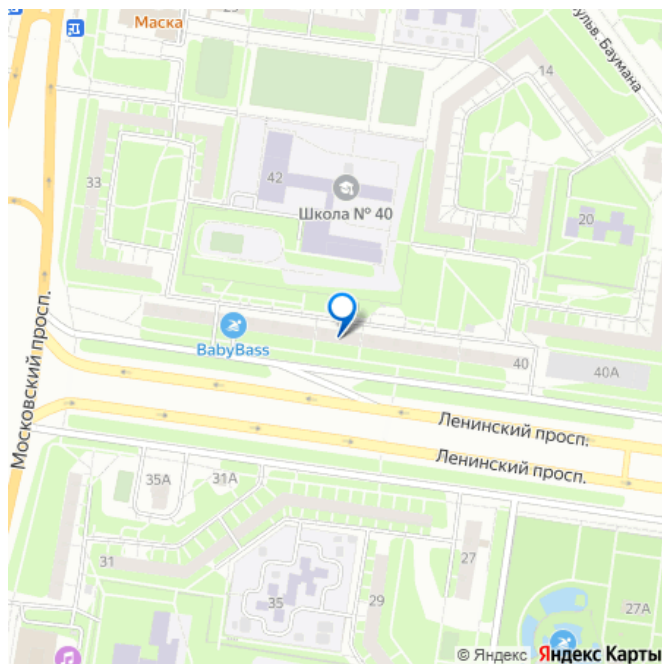 Маска
14
33
42
Школа № 40
20
BabyBass
40
40А
Московский просп.
Ленинский просп.
Ленинский просп.
35А
31А
31
35
29
27
27А
© Яндекс Яндекс Карты